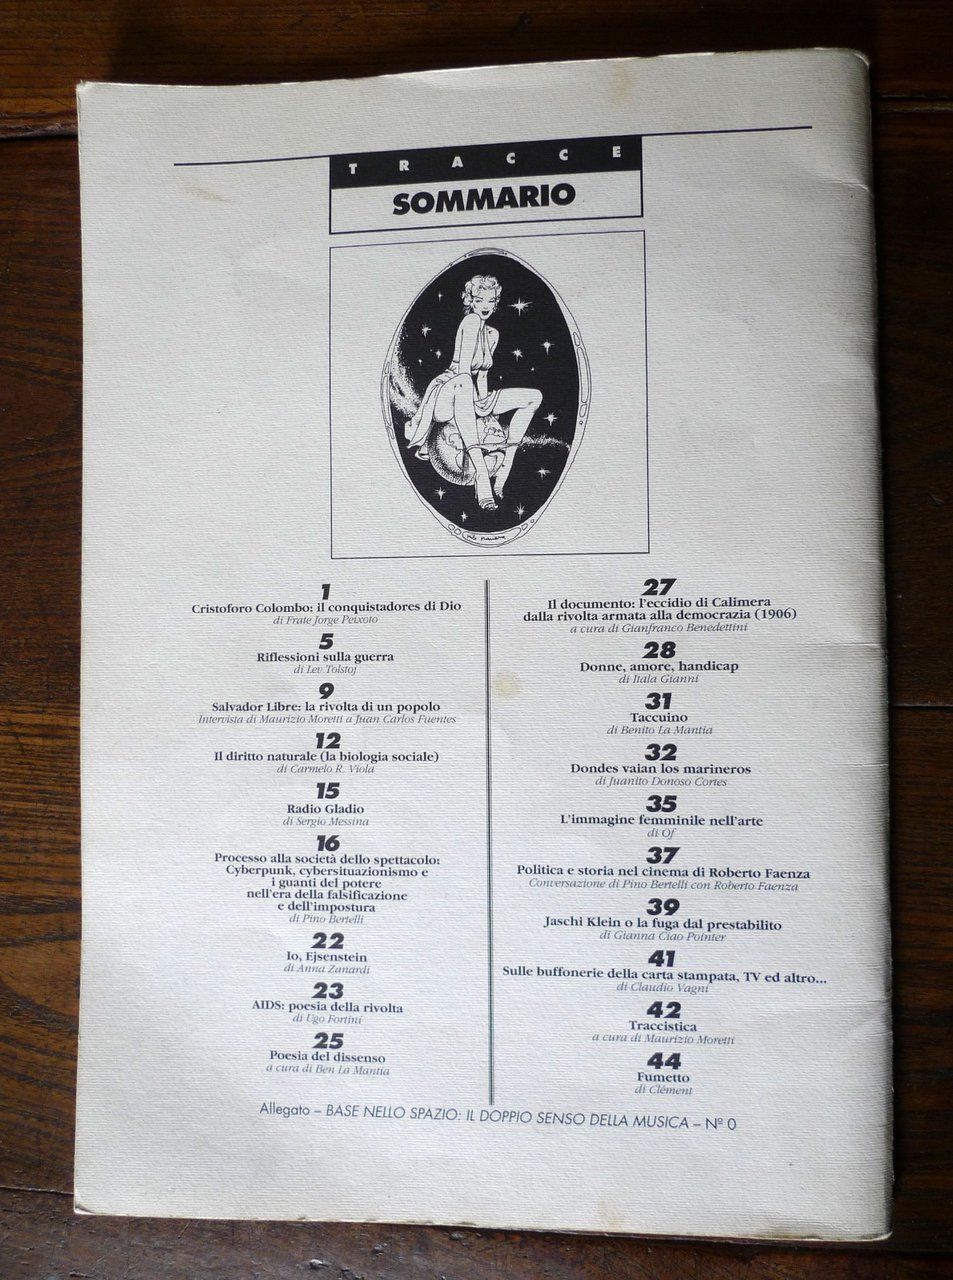 TRACCE
SOMMARIO
milo manara
1
Cristoforo Colombo: il conquistadores di Dio
di Frate Jorge Peixoto
5
Riflessioni sulla guerra
di Lev Tolstoj
9
Salvador Libre: la rivolta di un popolo
Intervista di Maurizio Moretti a Juan Carlos Fuentes
12
Il diritto naturale (la biologia sociale)
di Carmelo R. Viola
15
Radio Gladio
di Sergio Messina
16
Processo alla società dello spettacolo:
Cyberpunk, cybersituazionismo e
i guanti del potere
nell'era della falsificazione
e dell'impostura
di Pino Bertelli
22
Io, Ejsenstein
di Anna Zanardi
23
AIDS: poesia della rivolta
di Ugo Fortini
25
Poesia del dissenso
a cura di Ben La Mantia
27
Il documento: l'eccidio di Calimera
dalla rivolta armata alla democrazia (1906)
a cura di Gianfranco Benedettini
28
Donne, amore, handicap
di Itala Gianni
31
Taccuino
di Benito La Mantia
32
Dondes vaian los marineros
di Juanito Donoso Cortes
35
L'immagine femminile nell'arte
di Of
37
Politica e storia nel cinema di Roberto Faenza
Conversazione di Pino Bertelli con Roberto Faenza
39
Jaschi Klein o la fuga dal prestabilito
di Gianna Ciao Pointer
41
Sulle buffonerie della carta stampata, TV ed altro...
di Claudio Vagni
42
Traccistica
a cura di Maurizio Moretti
44
Fumetto
di Clément
Allegato – BASE NELLO SPAZIO: IL DOPPIO SENSO DELLA MUSICA – Nº 0